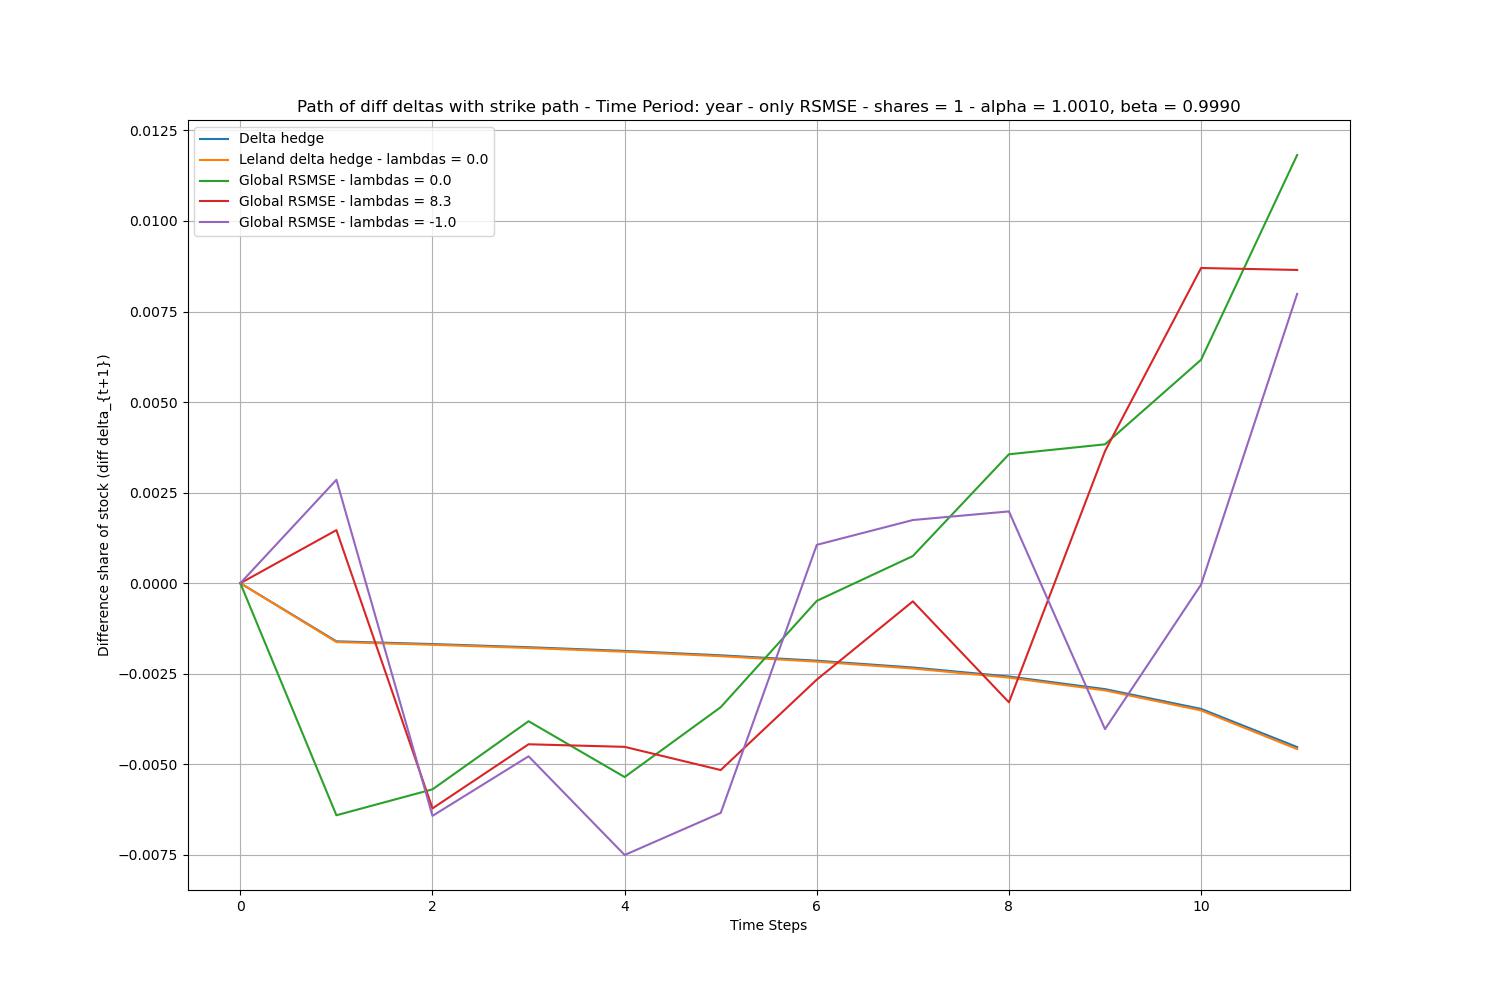 Path of diff deltas with strike path - Time Period: year - only RSMSE - shares = 1 - alpha = 1.0010, beta = 0.9990
Delta hedge
Leland delta hedge - lambdas = 0.0
Global RSMSE - lambdas = 0.0
Global RSMSE - lambdas = 8.3
Global RSMSE - lambdas = -1.0
Difference share of stock (diff delta_{t+1})
0.0125
0.0100
0.0075
0.0050
0.0025
0.0000
−0.0025
−0.0050
−0.0075
0 2 4 6 8 10
Time Steps